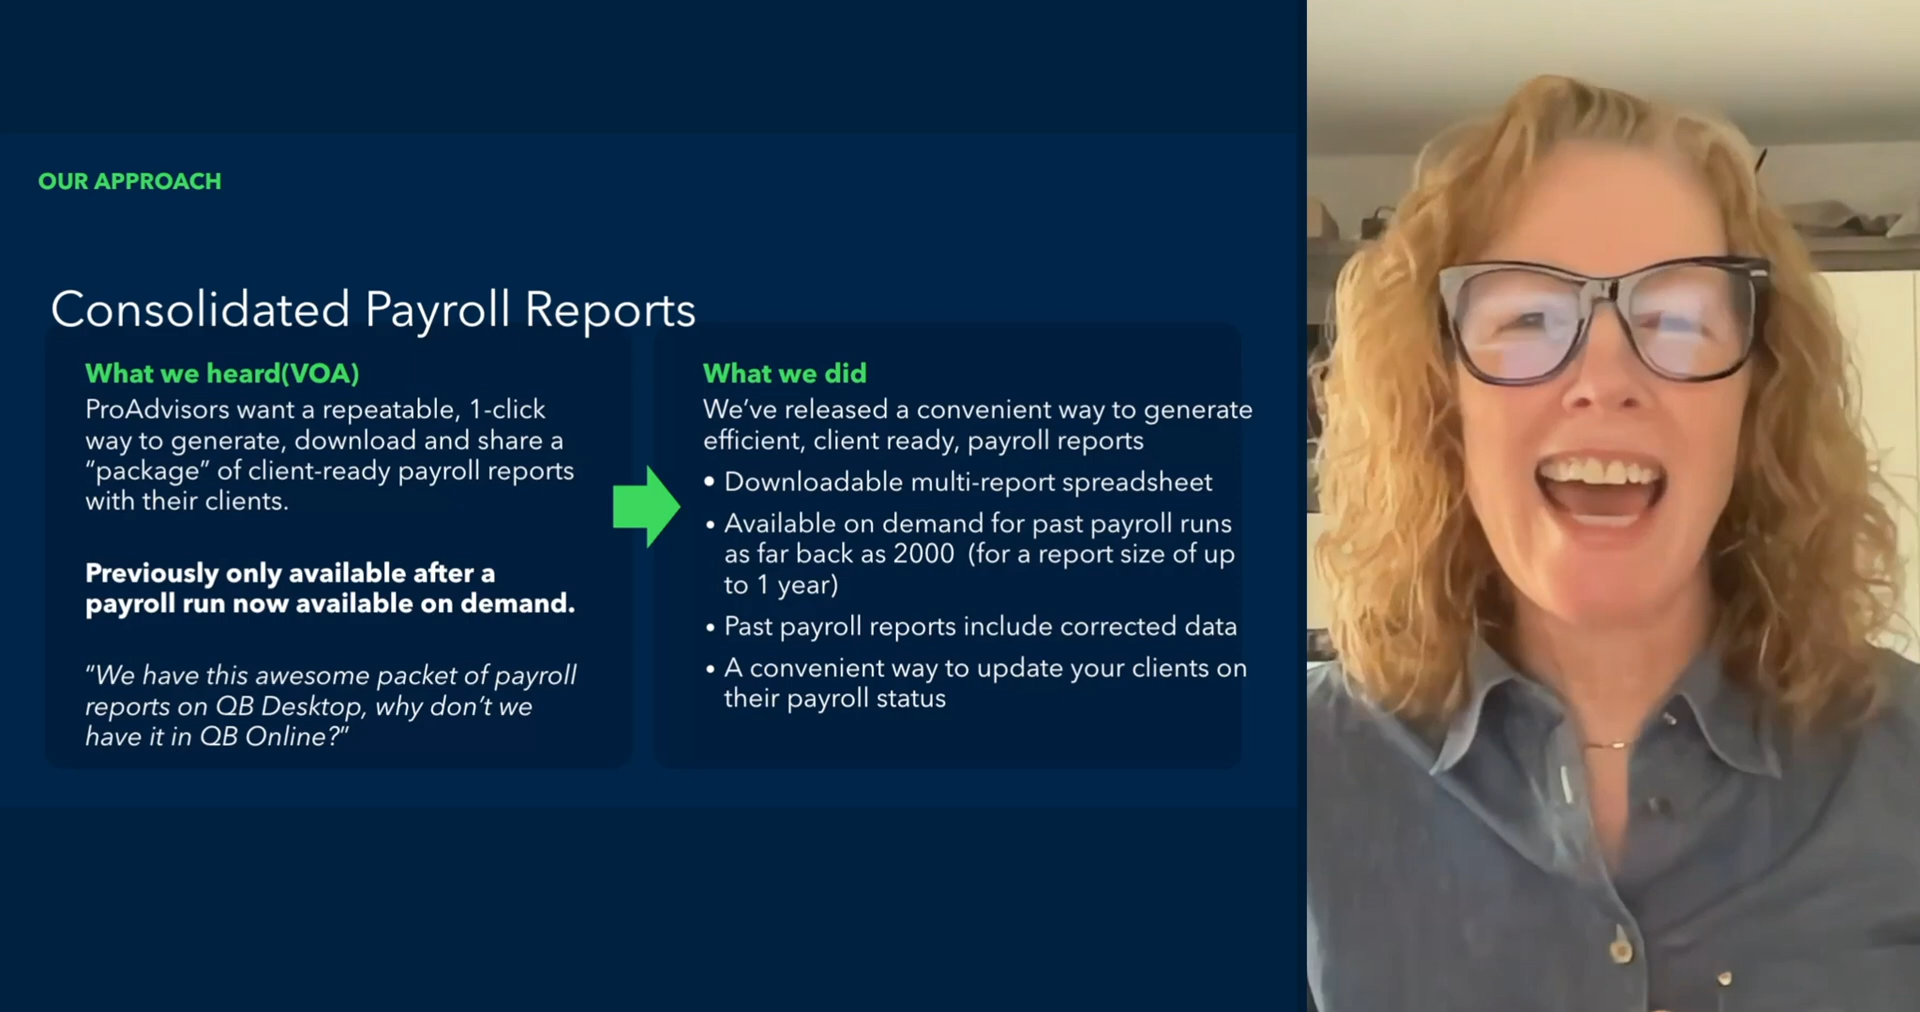 OUR APPROACH
Consolidated Payroll Reports
What we heard(VOA)
ProAdvisors want a repeatable, 1-click
way to generate, download and share a
“package” of client-ready payroll reports
with their clients.
Previously only available after a
payroll run now available on demand.
“We have this awesome packet of payroll
reports on QB Desktop, why don’t we
have it in QB Online?”
What we did
We’ve released a convenient way to generate
efficient, client ready, payroll reports
• Downloadable multi-report spreadsheet
• Available on demand for past payroll runs
as far back as 2000 (for a report size of up
to 1 year)
• Past payroll reports include corrected data
• A convenient way to update your clients on
their payroll status